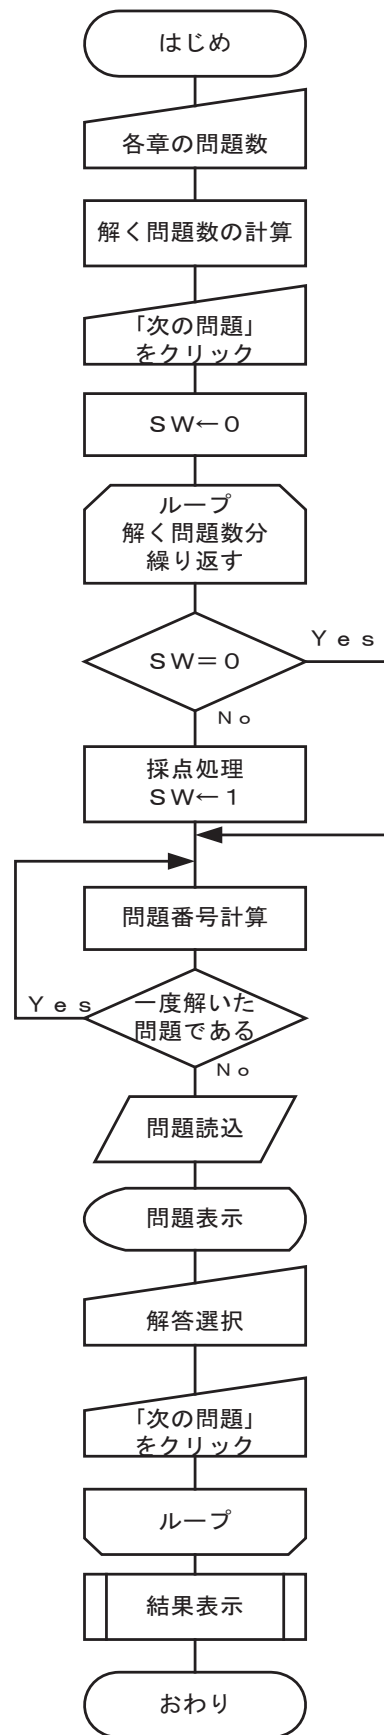 はじめ
各章の問題数
解く問題数の計算
「次の問題」
をクリック
ＳＷ←０
ループ
解く問題数分
繰り返す
ＳＷ＝０
Ｙｅｓ
Ｎｏ
採点処理
ＳＷ←１
問題番号計算
一度解いた
問題である
Ｙｅｓ
Ｎｏ
問題読込
問題表示
解答選択
「次の問題」
をクリック
ループ
結果表示
おわり